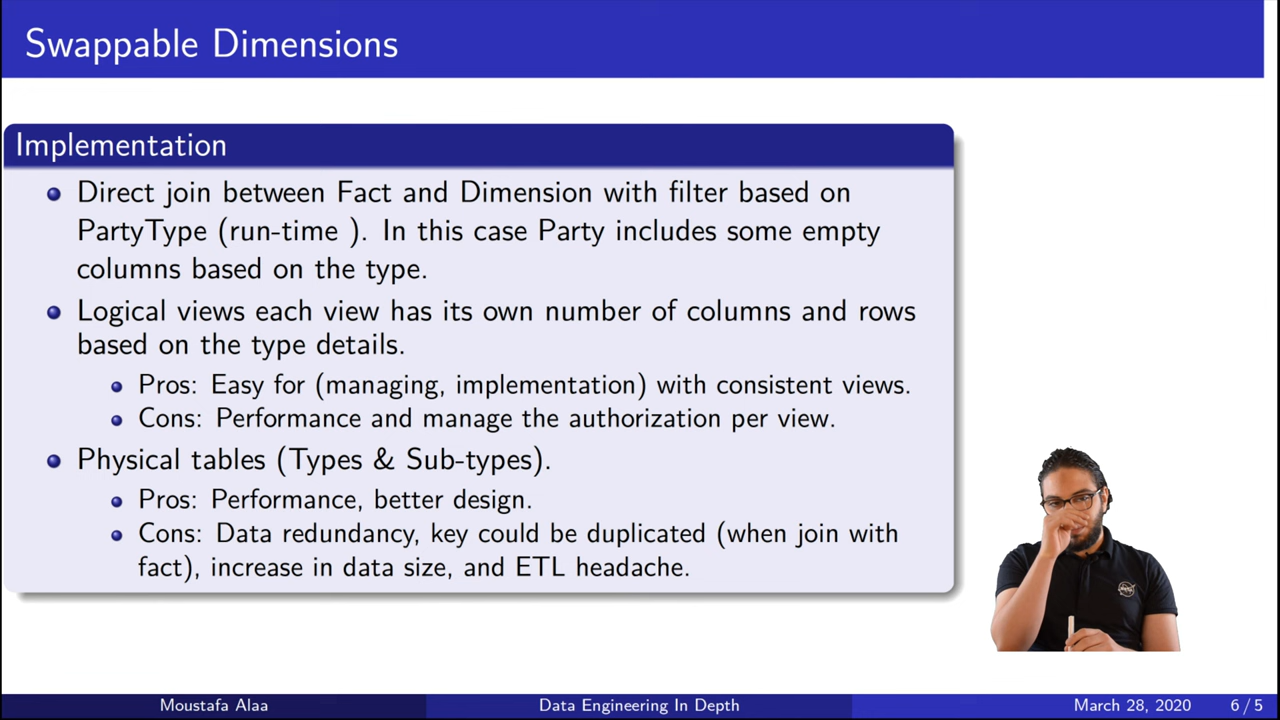 Swappable Dimensions
Implementation
Direct join between Fact and Dimension with filter based on
PartyType (run-time ). In this case Party includes some empty
columns based on the type.
Logical views each view has its own number of columns and rows
based on the type details.
Pros: Easy for (managing, implementation) with consistent views.
Cons: Performance and manage the authorization per view.
Physical tables (Types & Sub-types).
Pros: Performance, better design.
Cons: Data redundancy, key could be duplicated (when join with
fact), increase in data size, and ETL headache.
Moustafa Alaa
Data Engineering In Depth
March 28, 2020
6 / 5